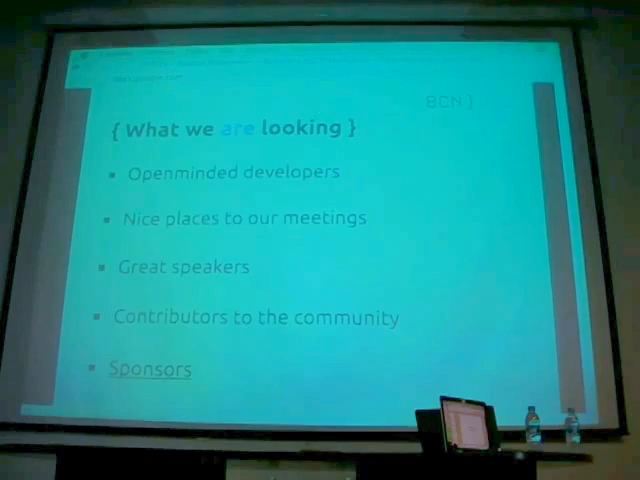 BCN }
{ What we are looking }
▪ Openminded developers
▪ Nice places to our meetings
▪ Great speakers
▪ Contributors to the community
▪ Sponsors